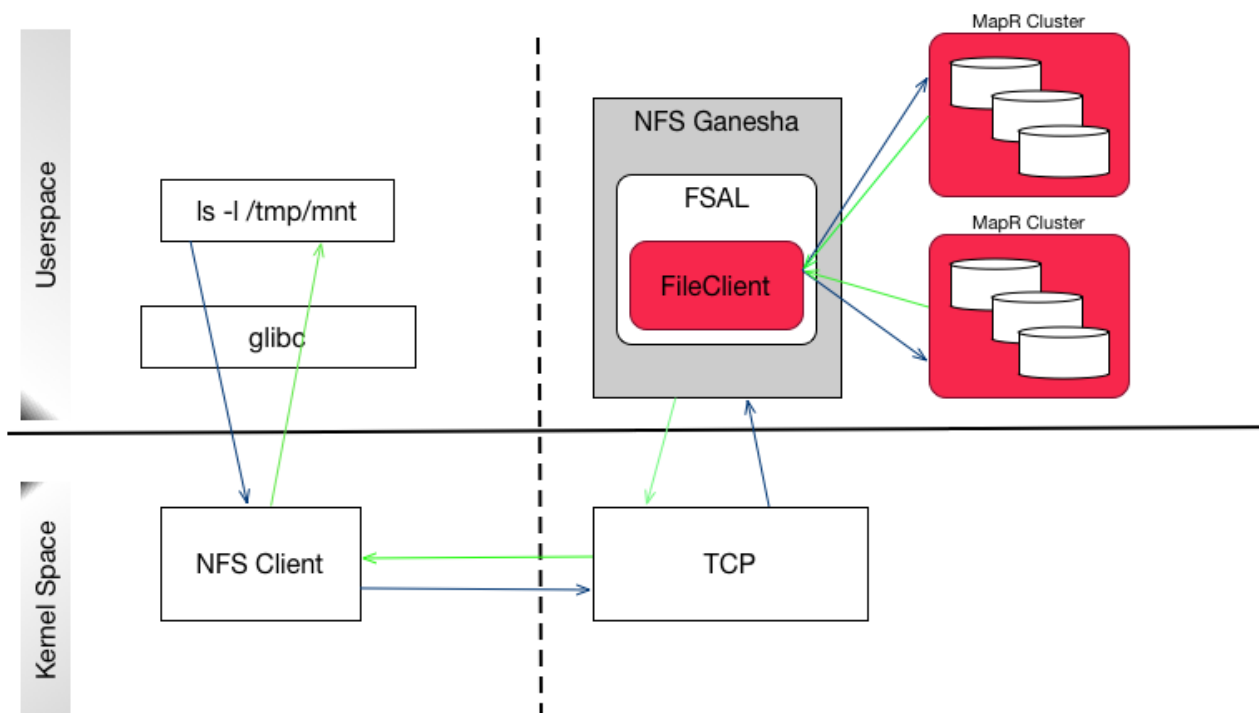 Userspace
ls -l /tmp/mnt
glibc
NFS Ganesha
FSAL
FileClient
MapR Cluster
MapR Cluster
Kernel Space
NFS Client
TCP